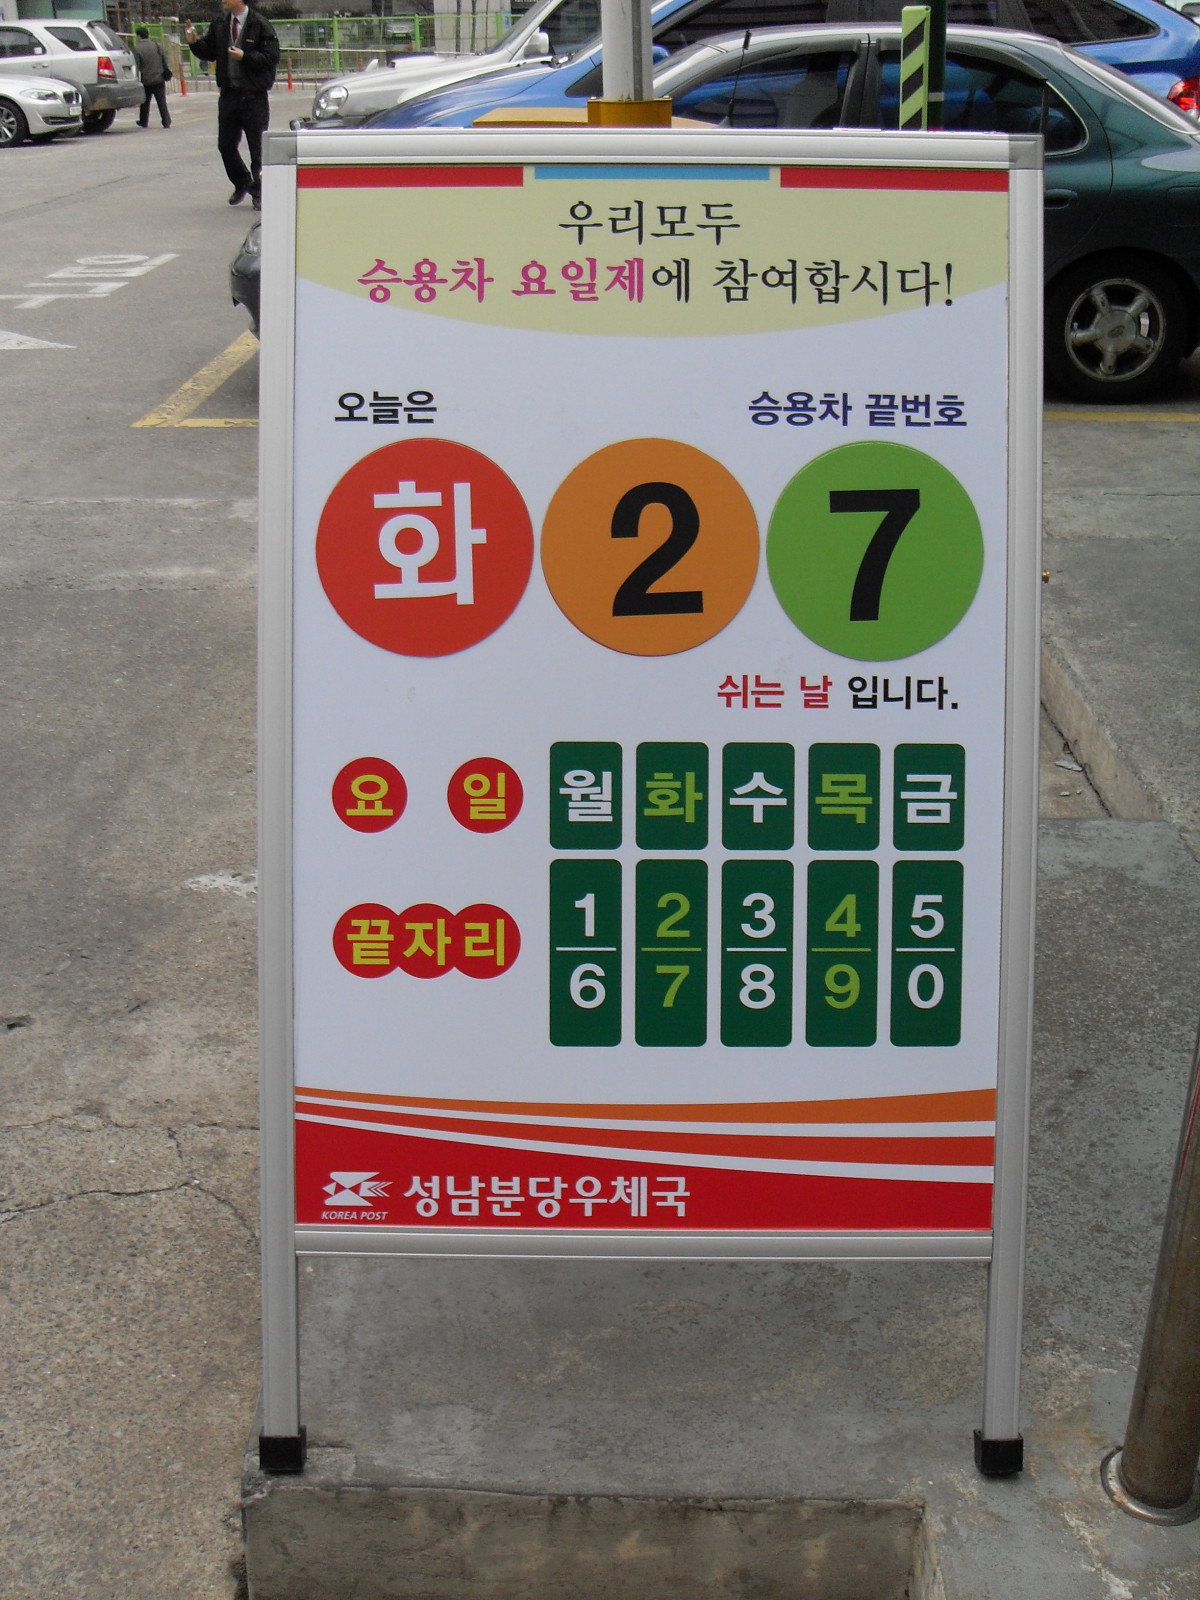 우리모두
승용차 요일제에 참여합시다!
오늘은 승용차 끝번호
화 2 7
쉬는 날 입니다.
요 일 월 화 수 목 금
끝자리 1 2 3 4 5
6 7 8 9 0
KOREA POST 성남분당우체국